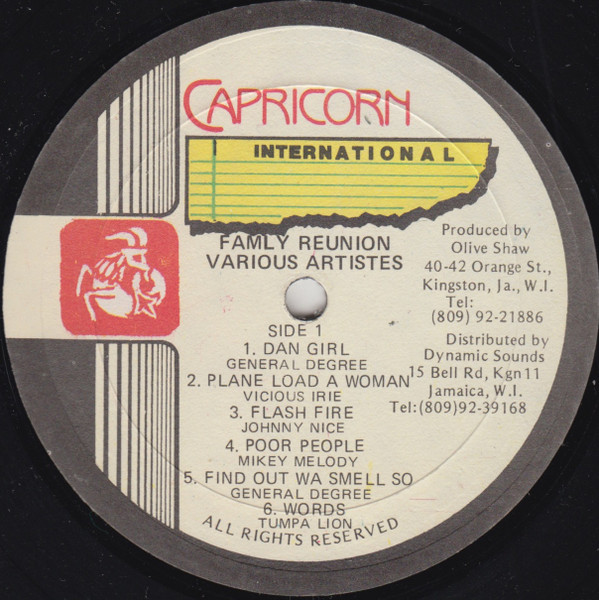 CAPRICORN
INTERNATIONAL
FAMLY REUNION
VARIOUS ARTISTES
Produced by
Olive Shaw
40-42 Orange St.,
Kingston, Ja., W.I.
Tel:
(809) 92-21886
Distributed by
Dynamic Sounds
15 Bell Rd, Kgn 11
Jamaica, W.I.
Tel:(809)92-39168
SIDE 1
1. DAN GIRL
GENERAL DEGREE
2. PLANE LOAD A WOMAN
VICIOUS IRIE
3. FLASH FIRE
JOHNNY NICE
4. POOR PEOPLE
MIKEY MELODY
5. FIND OUT WA SMELL SO
GENERAL DEGREE
6. WORDS
TUMPA LION
ALL RIGHTS RESERVED